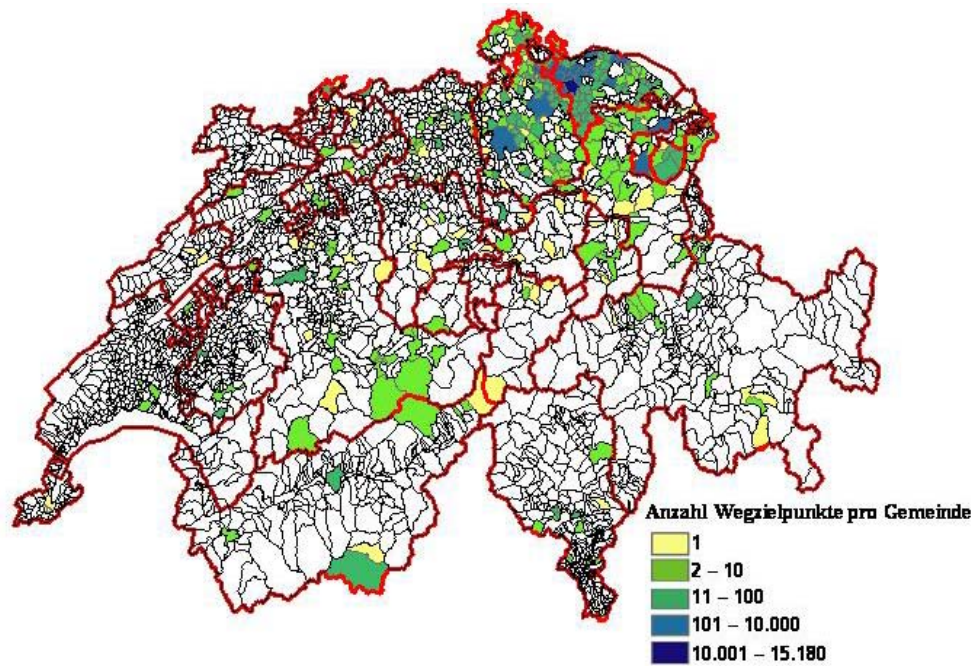 Anzahl Wegzielpunkte pro Gemeinde
1
2 – 10
11 – 100
101 – 10.000
10.001 – 15.180